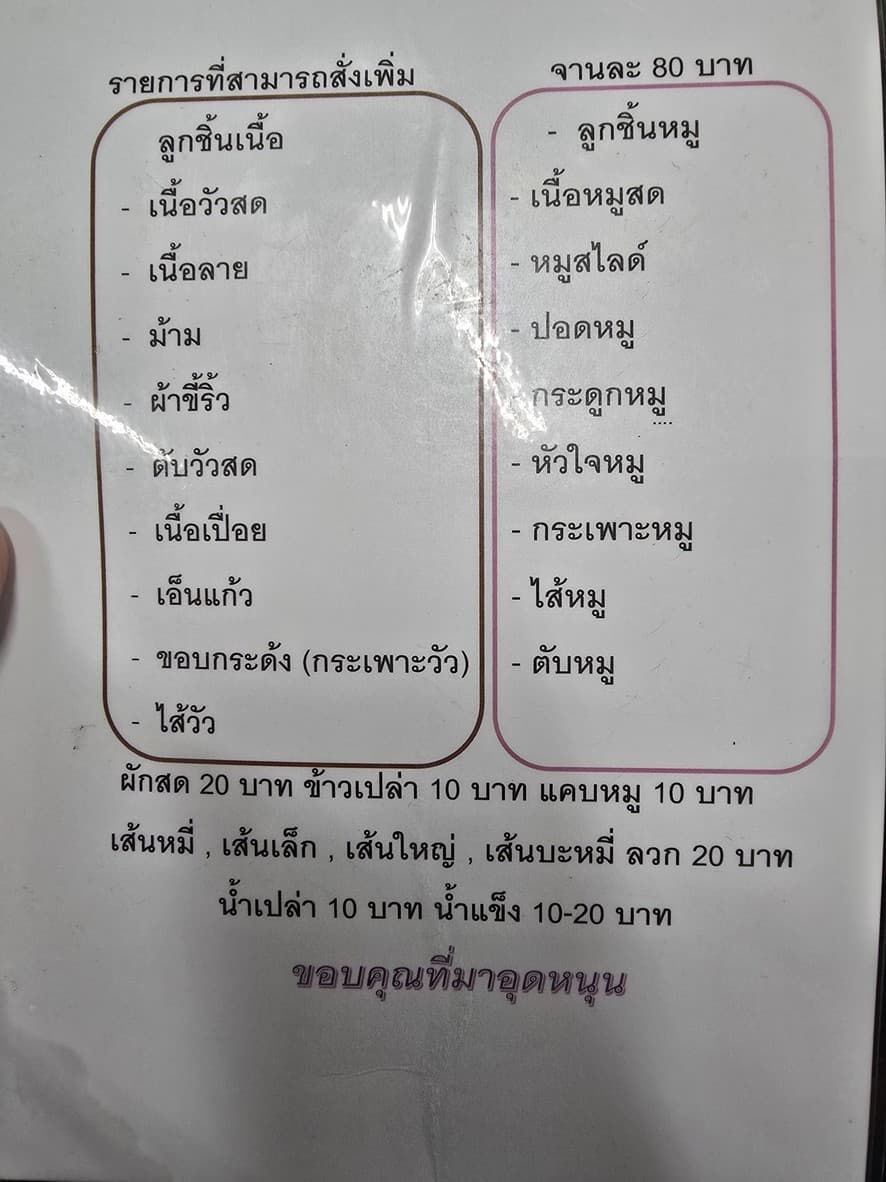 รายการที่สามารถสั่งเพิ่ม จานละ 80 บาท
ลูกชิ้นเนื้อ
- เนื้อวัวสด
- เนื้อลาย
- ม้าม
- ผ้าขี้ริ้ว
- ตับวัวสด
- เนื้อเปื่อย
- เอ็นแก้ว
- ขอบกระด้ง (กระเพาะวัว)
- ไส้วัว
- ลูกชิ้นหมู
- เนื้อหมูสด
- หมูสไลด์
- ปอดหมู
- กระดูกหมู
- หัวใจหมู
- กระเพาะหมู
- ไส้หมู
- ตับหมู
ผักสด 20 บาท ข้าวเปล่า 10 บาท แคบหมู 10 บาท
เส้นหมี่ , เส้นเล็ก , เส้นใหญ่ , เส้นบะหมี่ ลวก 20 บาท
น้ำเปล่า 10 บาท น้ำแข็ง 10-20 บาท
ขอบคุณที่มาอุดหนุน